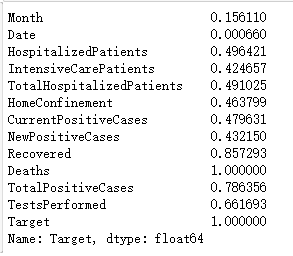 Month 0.156110
Date 0.000660
HospitalizedPatients 0.496421
IntensiveCarePatients 0.424657
TotalHospitalizedPatients 0.491025
HomeConfinement 0.463799
CurrentPositiveCases 0.479631
NewPositiveCases 0.432150
Recovered 0.857293
Deaths 1.000000
TotalPositiveCases 0.786356
TestsPerformed 0.661693
Target 1.000000
Name: Target, dtype: float64